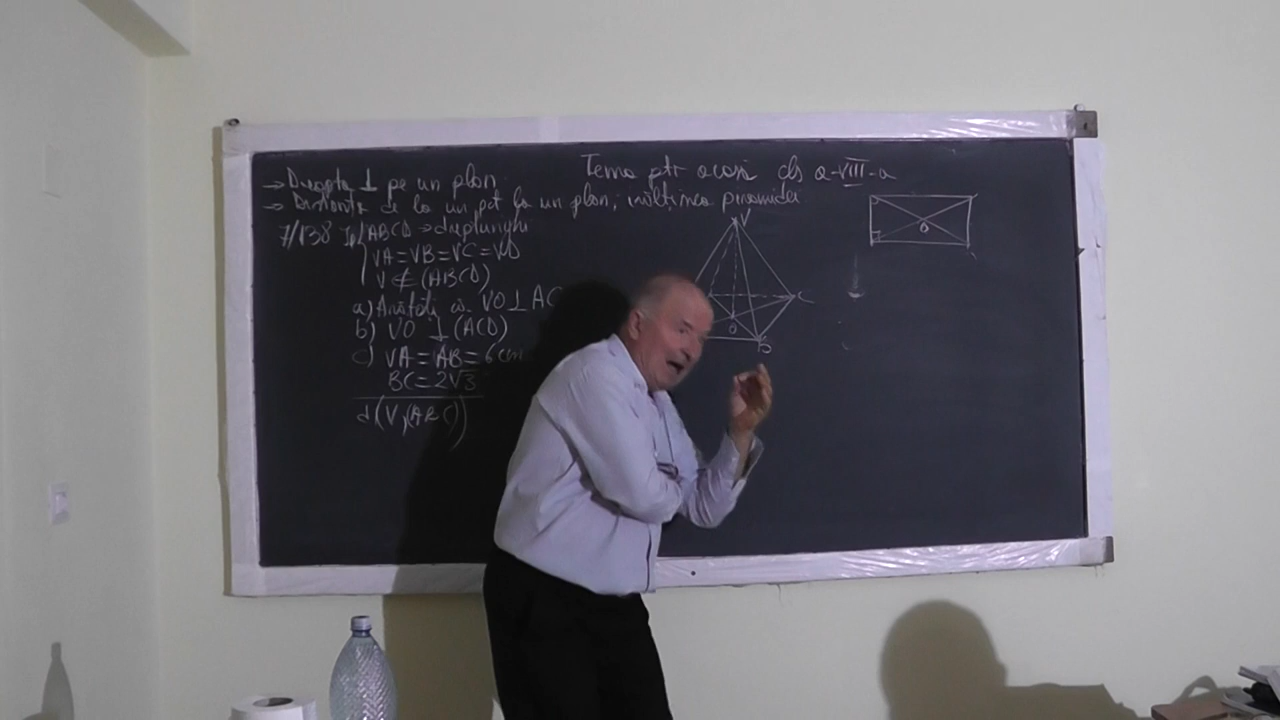 Tema ptr acasă cls a-VIII-a
→ Dreapta ⊥ pe un plan
→ Distanța de la un pct la un plan; înălțimea piramidei
7/138 Ip/ABCD → dreptunghi
VA=VB=VC=VD
V∉(ABCD)
a) Arătați că VO⊥AC
b) VO ⊥ (ACD)
c) VA = AB = 6 cm
BC = 2√3
d(V,(ABC))
V
C
O
B
O